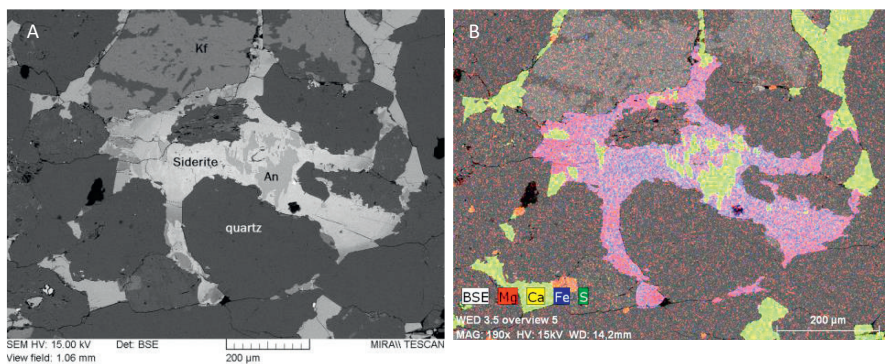 A
Kf
Siderite
An
quartz
SEM HV: 15.00 kV Det: BSE MIRA\\ TESCAN
View field: 1.06 mm 200 µm
B
BSE Mg Ca Fe S
WED 3.5 overview 5
MAG: 190x HV: 15kV WD: 14,2mm 200 µm